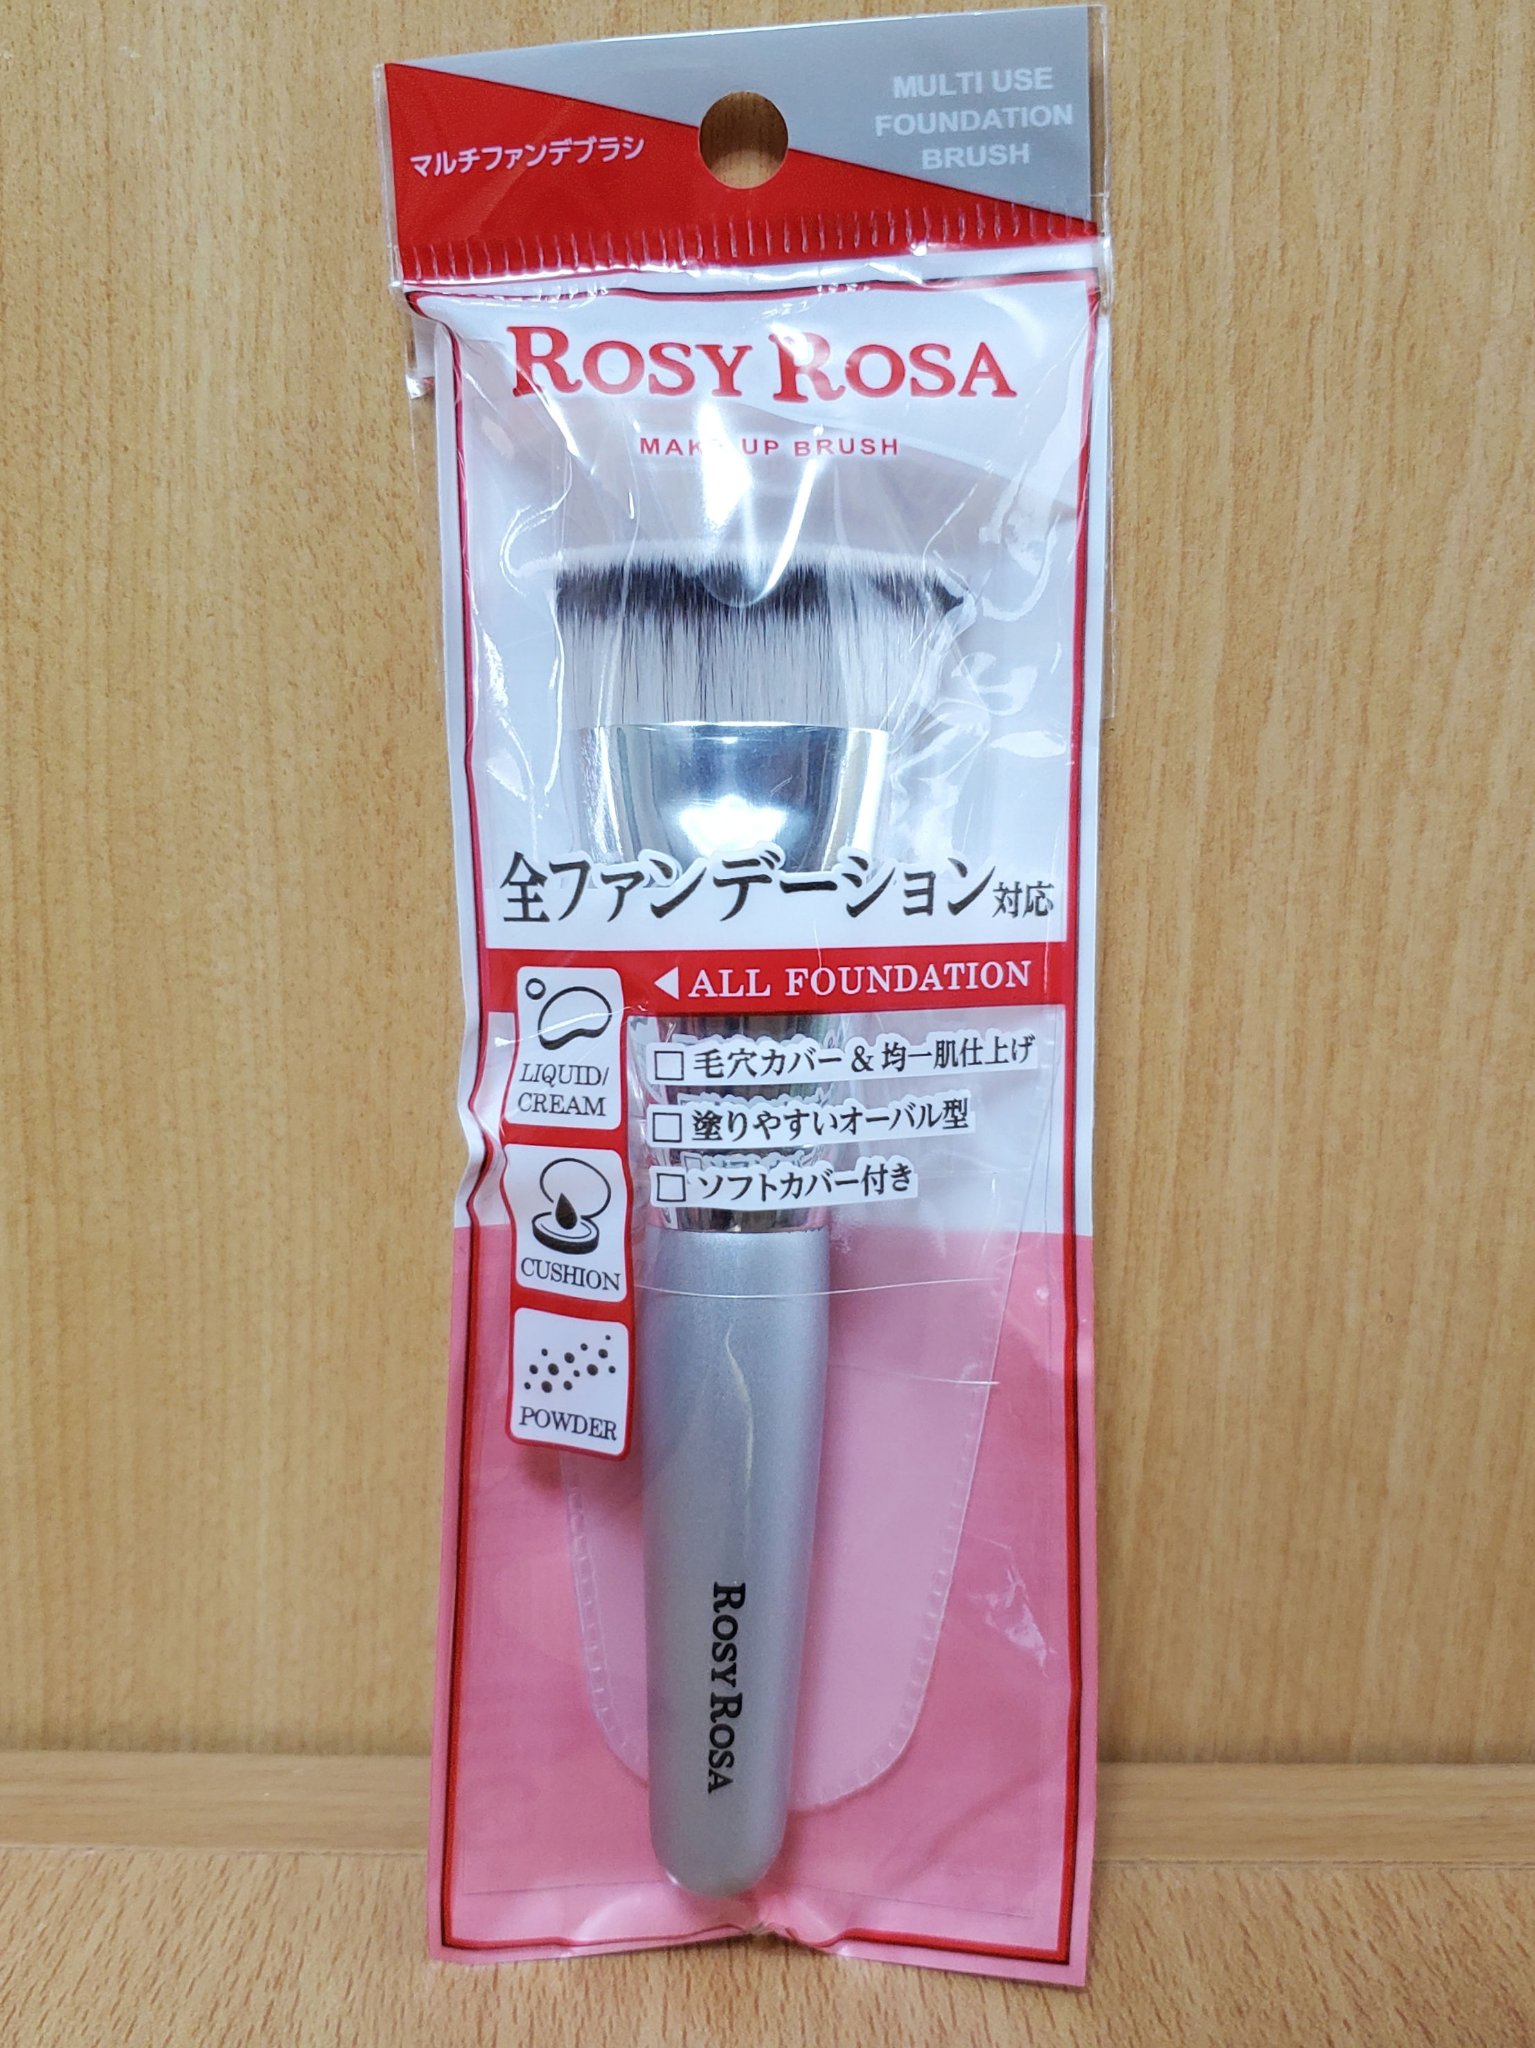 マルチファンデブラシ
MULTI USE
FOUNDATION
BRUSH
ROSY ROSA
MAKE UP BRUSH
全ファンデーション対応
◀ALL FOUNDATION
LIQUID/
CREAM
CUSHION
POWDER
□ 毛穴カバー & 均一肌仕上げ
□ 塗りやすいオーバル型
□ ソフトカバー付き
ROSY ROSA